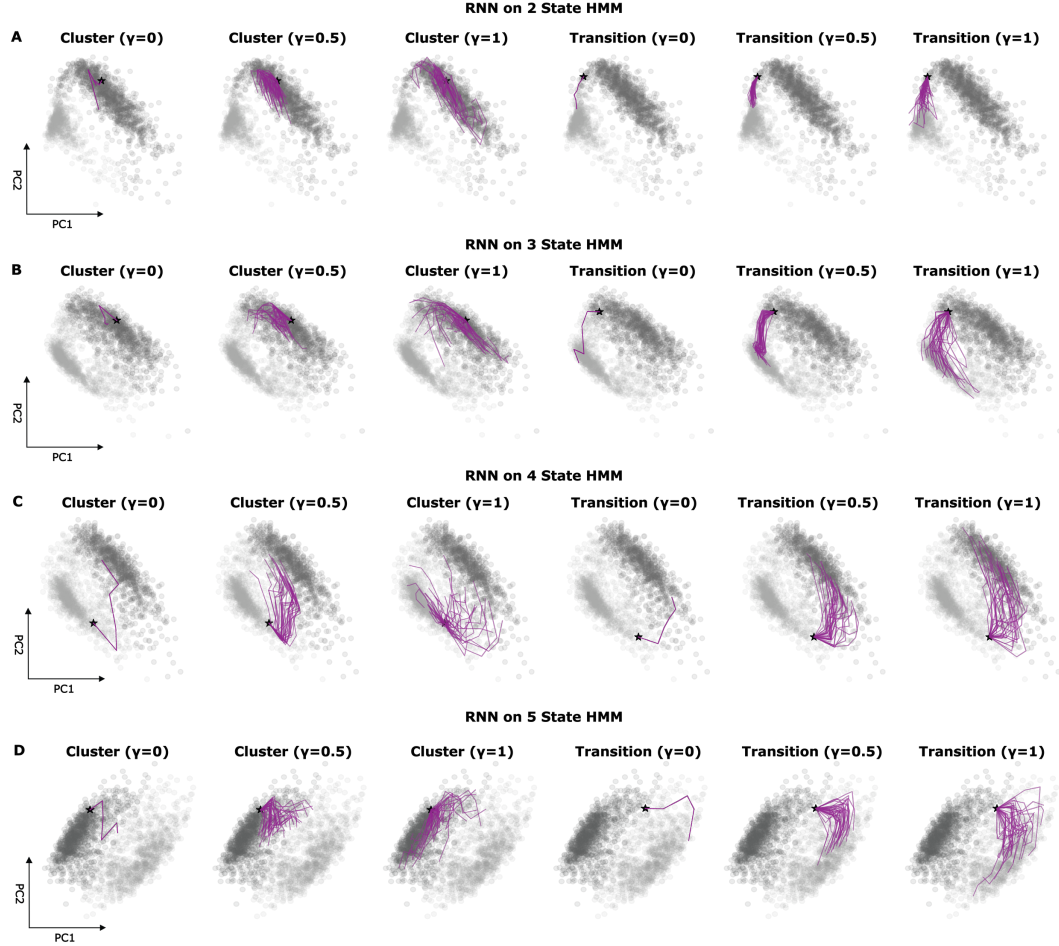 RNN on 2 State HMM
A
Cluster (γ=0) Cluster (γ=0.5) Cluster (γ=1) Transition (γ=0) Transition (γ=0.5) Transition (γ=1)
PC2
PC1
RNN on 3 State HMM
B
Cluster (γ=0) Cluster (γ=0.5) Cluster (γ=1) Transition (γ=0) Transition (γ=0.5) Transition (γ=1)
PC2
PC1
RNN on 4 State HMM
C
Cluster (γ=0) Cluster (γ=0.5) Cluster (γ=1) Transition (γ=0) Transition (γ=0.5) Transition (γ=1)
PC2
PC1
RNN on 5 State HMM
D
Cluster (γ=0) Cluster (γ=0.5) Cluster (γ=1) Transition (γ=0) Transition (γ=0.5) Transition (γ=1)
PC2
PC1